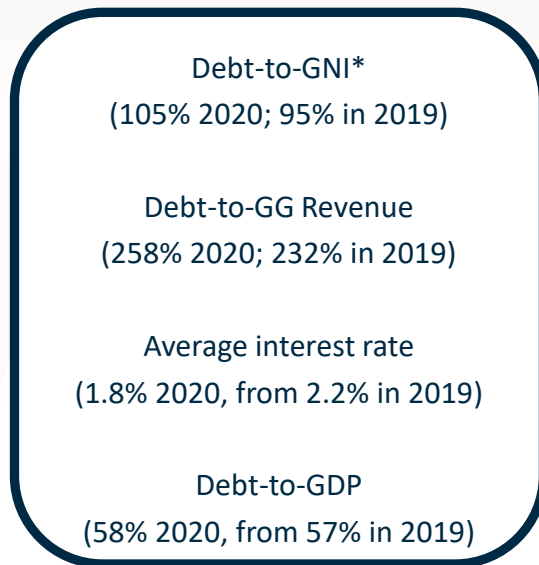 Debt-to-GNI*
(105% 2020; 95% in 2019)
Debt-to-GG Revenue
(258% 2020; 232% in 2019)
Average interest rate
(1.8% 2020, from 2.2% in 2019)
Debt-to-GDP
(58% 2020, from 57% in 2019)